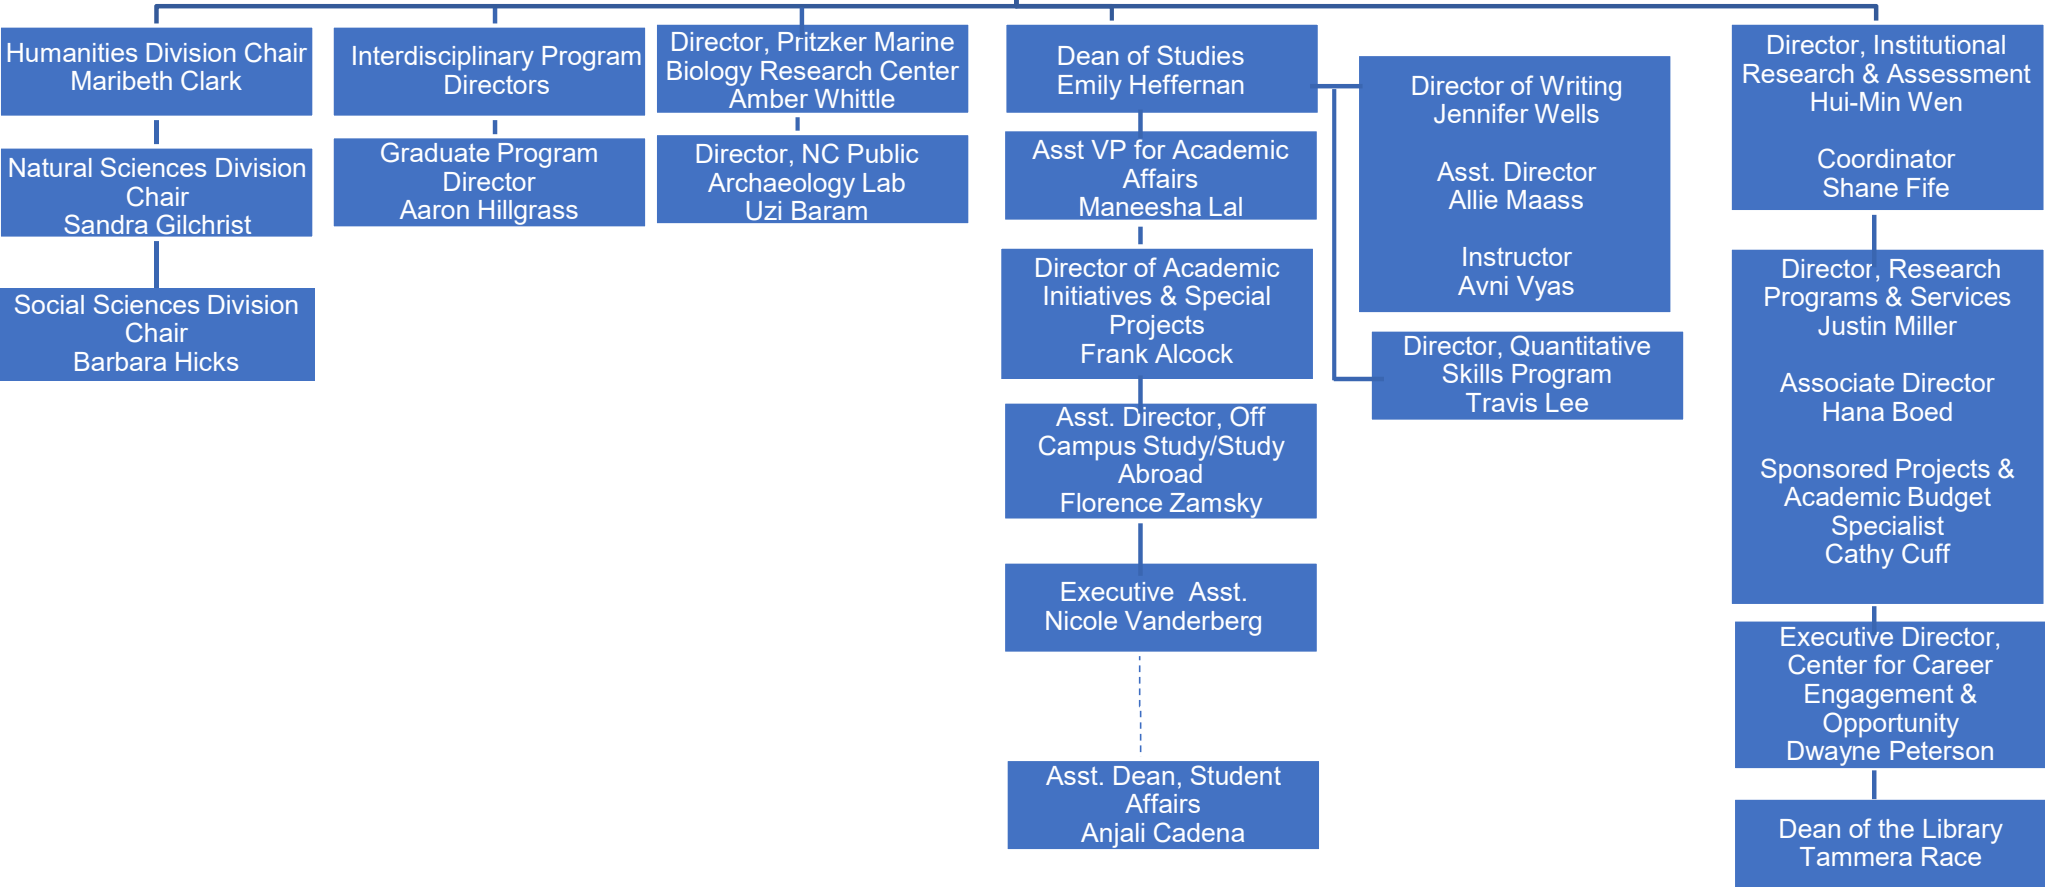 Humanities Division Chair
Maribeth Clark
Natural Sciences Division
Chair
Sandra Gilchrist
Social Sciences Division
Chair
Barbara Hicks
Interdisciplinary Program
Directors
Graduate Program
Director
Aaron Hillgrass
Director, Pritzker Marine
Biology Research Center
Amber Whittle
Director, NC Public
Archaeology Lab
Uzi Baram
Dean of Studies
Emily Heffernan
Asst VP for Academic
Affairs
Maneesha Lal
Director of Academic
Initiatives & Special
Projects
Frank Alcock
Asst. Director, Off
Campus Study/Study
Abroad
Florence Zamsky
Executive Asst.
Nicole Vanderberg
Asst. Dean, Student
Affairs
Anjali Cadena
Director of Writing
Jennifer Wells
Asst. Director
Allie Maass
Instructor
Avni Vyas
Director, Quantitative
Skills Program
Travis Lee
Director, Institutional
Research & Assessment
Hui-Min Wen
Coordinator
Shane Fife
Director, Research
Programs & Services
Justin Miller
Associate Director
Hana Boed
Sponsored Projects &
Academic Budget
Specialist
Cathy Cuff
Executive Director,
Center for Career
Engagement &
Opportunity
Dwayne Peterson
Dean of the Library
Tammera Race